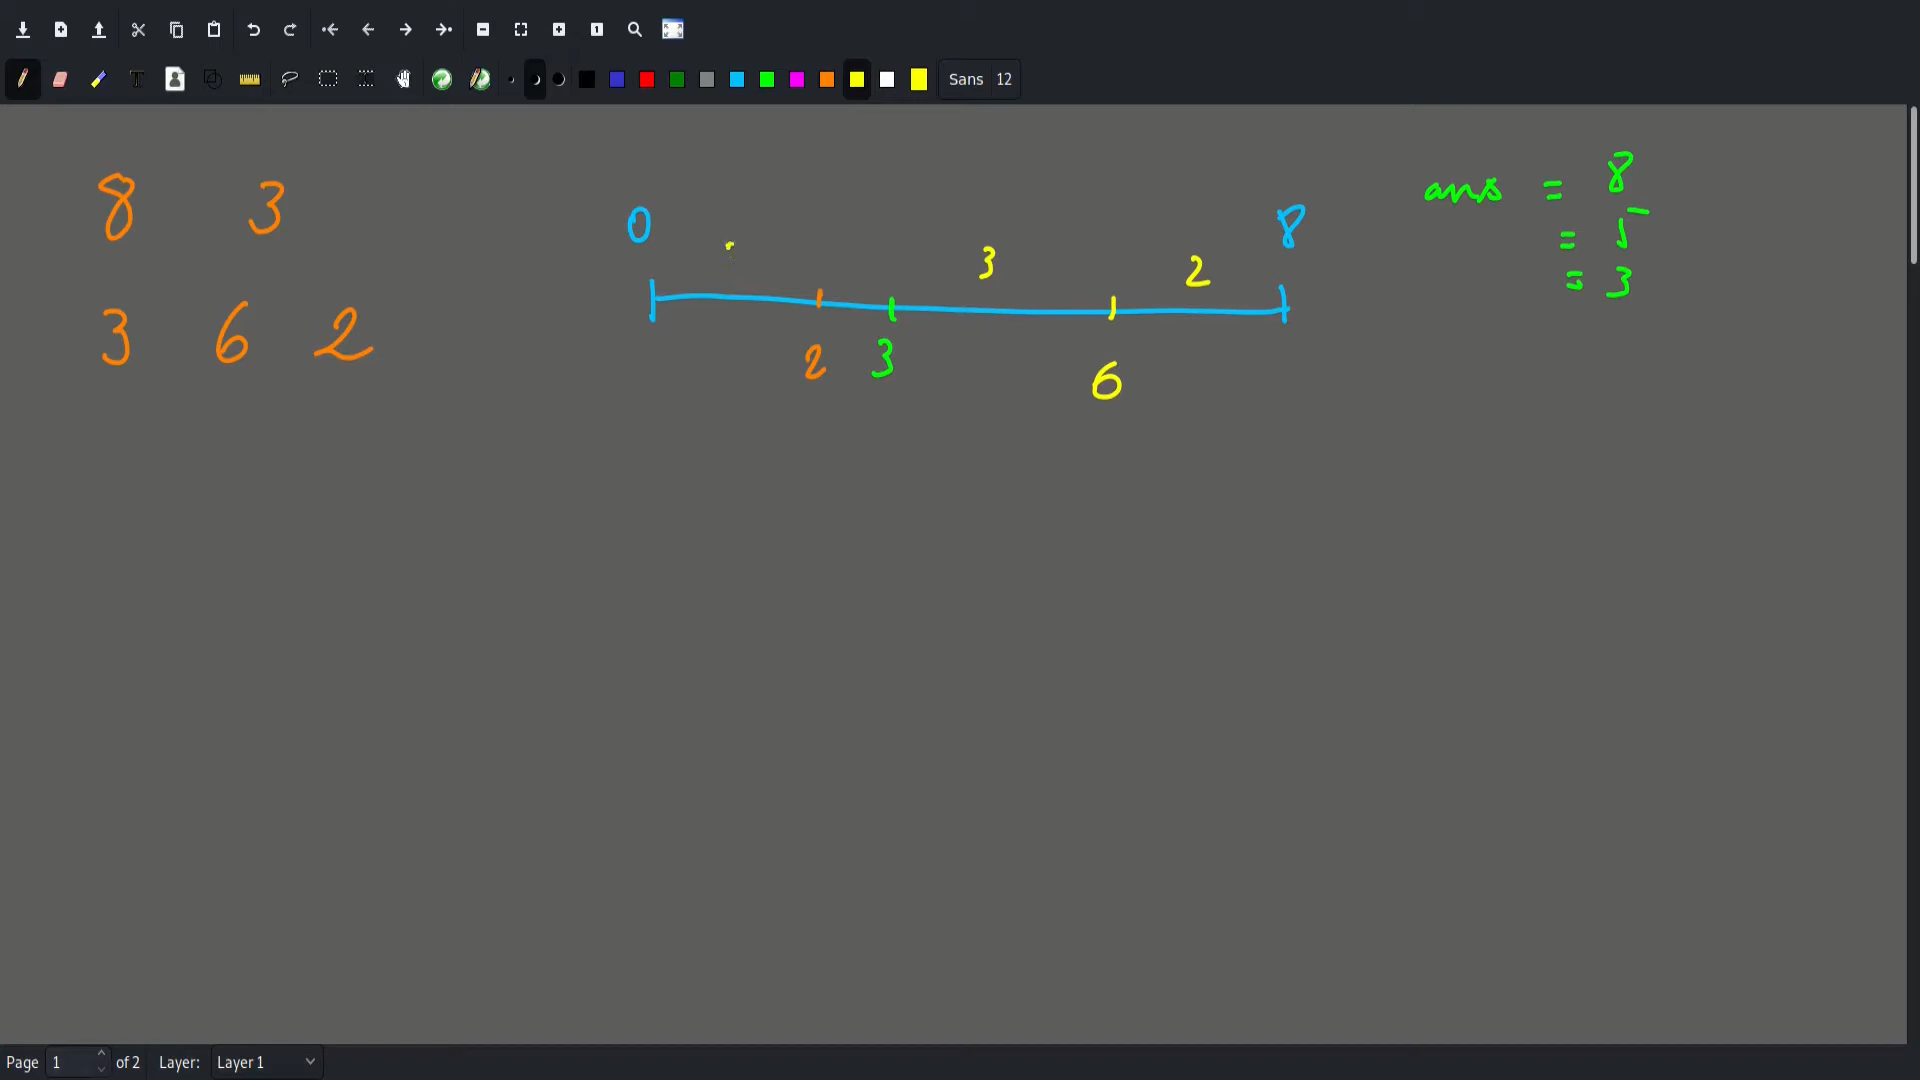 Sans 12
8 3
3 6 2
0 8
3 2
2 3 6
ans = 8
= 5
= 3
Page 1 of 2 Layer: Layer 1